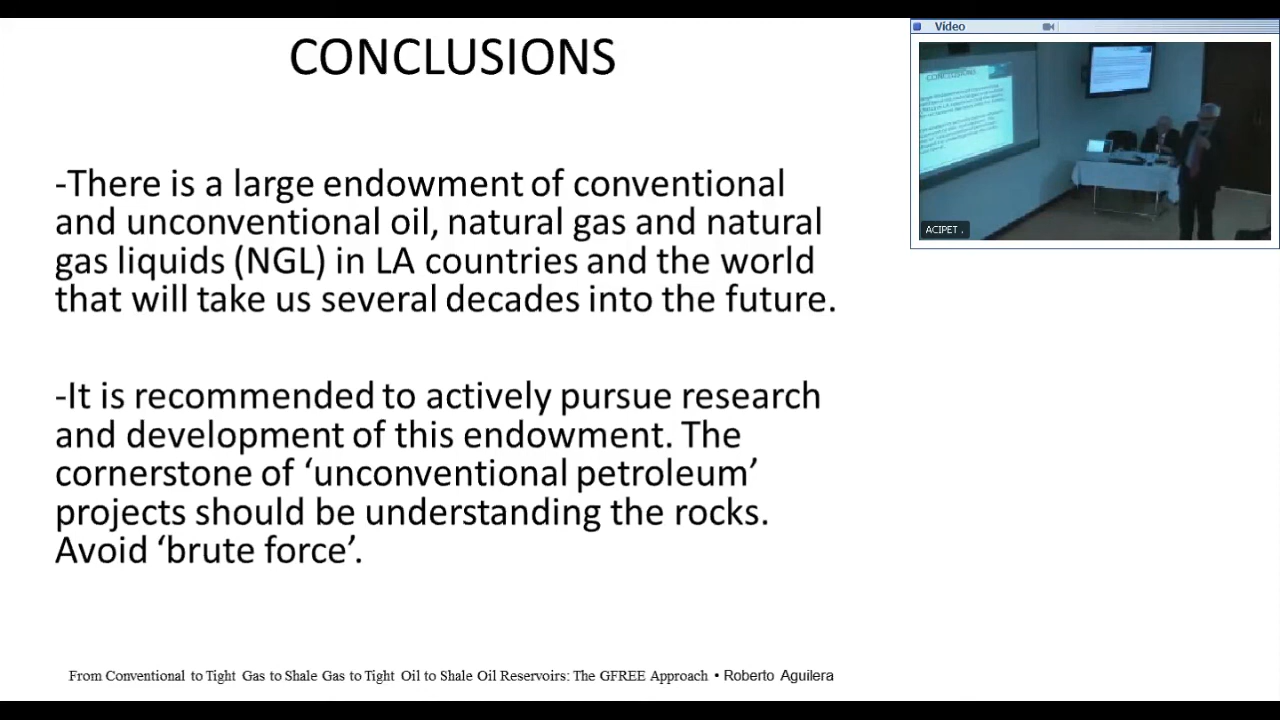 CONCLUSIONS
-There is a large endowment of conventional
and unconventional oil, natural gas and natural
gas liquids (NGL) in LA countries and the world
that will take us several decades into the future.
-It is recommended to actively pursue research
and development of this endowment. The
cornerstone of ‘unconventional petroleum’
projects should be understanding the rocks.
Avoid ‘brute force’.
From Conventional to Tight Gas to Shale Gas to Tight Oil to Shale Oil Reservoirs: The GFREE Approach • Roberto Aguilera
Video
CONCLUSIONS
ACIPET .